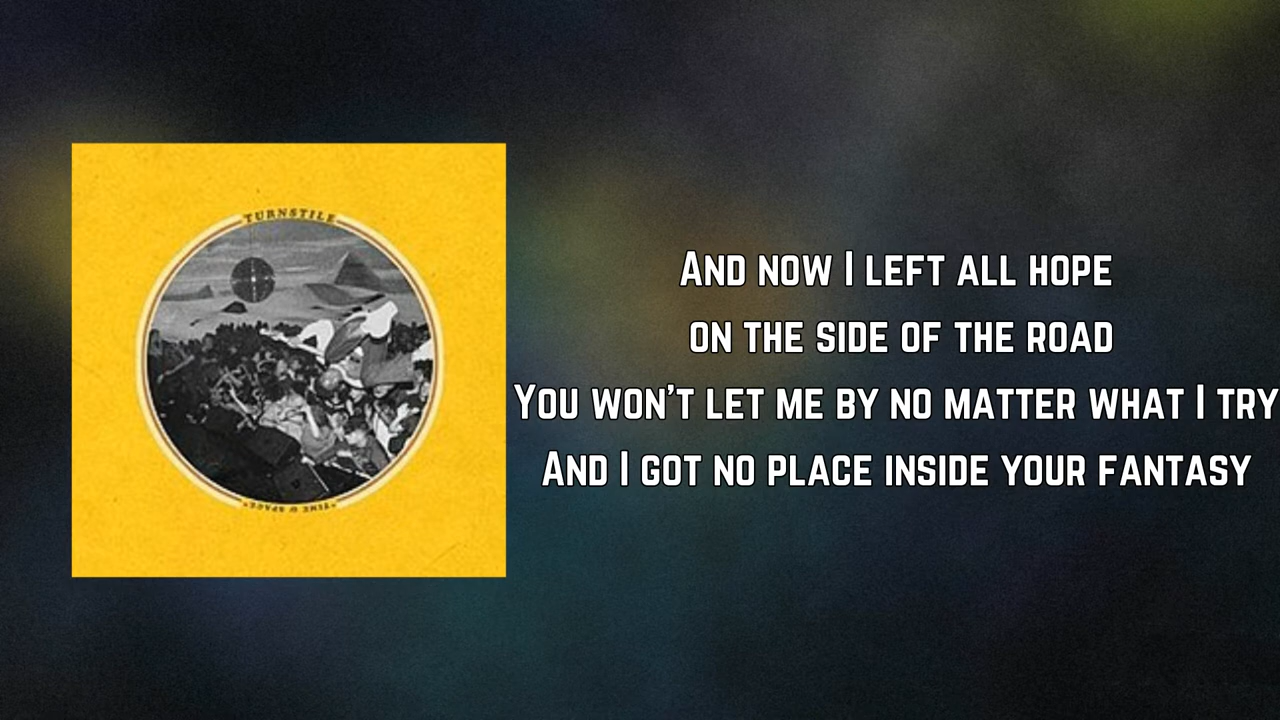 TURNSTILE
"TIME & SPACE"
And now I left all hope
on the side of the road
You won't let me by no matter what I try
And I got no place inside your fantasy